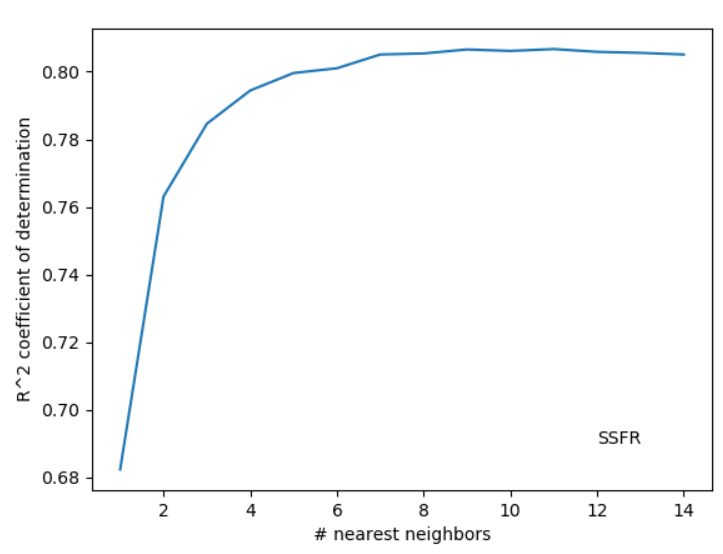 0.80
0.78
0.76
0.74
0.72
0.70
0.68
R^2 coefficient of determination
SSFR
2 4 6 8 10 12 14
# nearest neighbors